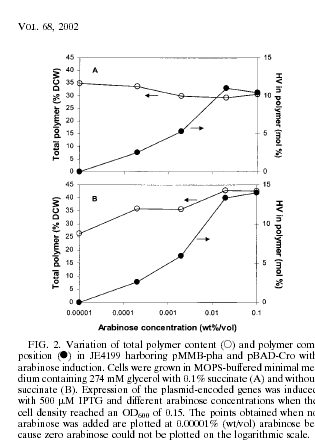 VOL. 68, 2002
45
40
35
30
25
20
15
10
5
0
Total polymer (% DCW)
A
15
10
5
0
HV in polymer (mol %)
45
40
35
30
25
20
15
10
5
0
Total polymer (% DCW)
B
15
10
5
0
HV in polymer (mol %)
0.00001 0.0001 0.001 0.01 0.1
Arabinose concentration (wt%/vol)
FIG. 2. Variation of total polymer content (○) and polymer com-
position (●) in JE4199 harboring pMMB-pha and pBAD-Cro with
arabinose induction. Cells were grown in MOPS-buffered minimal me-
dium containing 274 mM glycerol with 0.1% succinate (A) and without
succinate (B). Expression of the plasmid-encoded genes was induced
with 500 μM IPTG and different arabinose concentrations when the
cell density reached an OD600 of 0.15. The points obtained when no
arabinose was added are plotted at 0.00001% (wt/vol) arabinose be-
cause zero arabinose could not be plotted on the logarithmic scale.